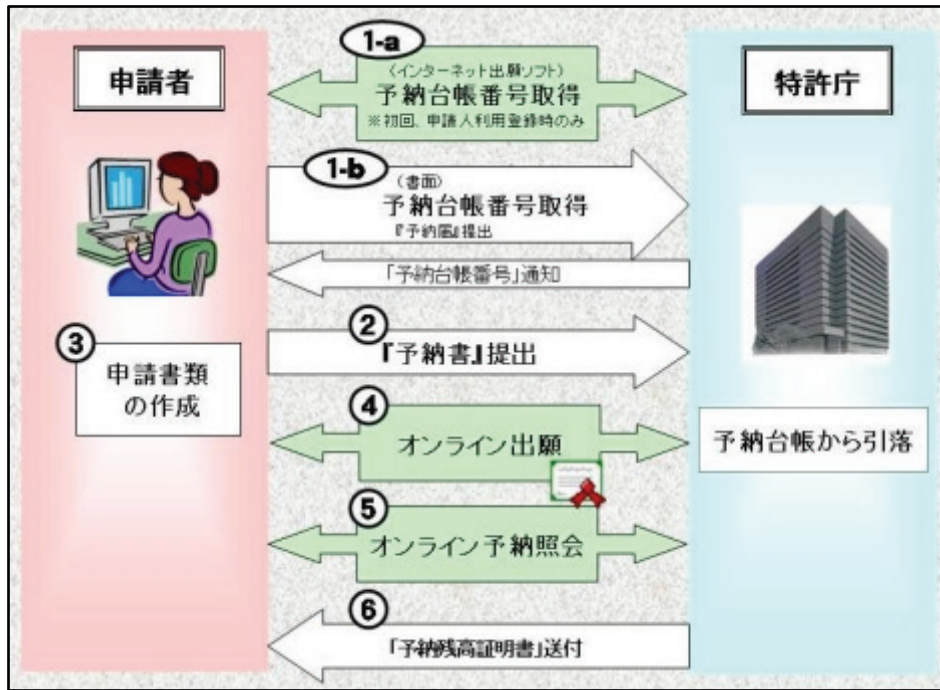 申請者
特許庁
1-a
(インターネット出願ソフト)
予納台帳番号取得
※初回、申請人利用登録時のみ
1-b
(書面)
予納台帳番号取得
『予納届』提出
「予納台帳番号」通知
②
『予納書』提出
③
申請書類
の作成
④
オンライン出願
予納台帳から引落
⑤
オンライン予納照会
⑥
「予納残高証明書」送付